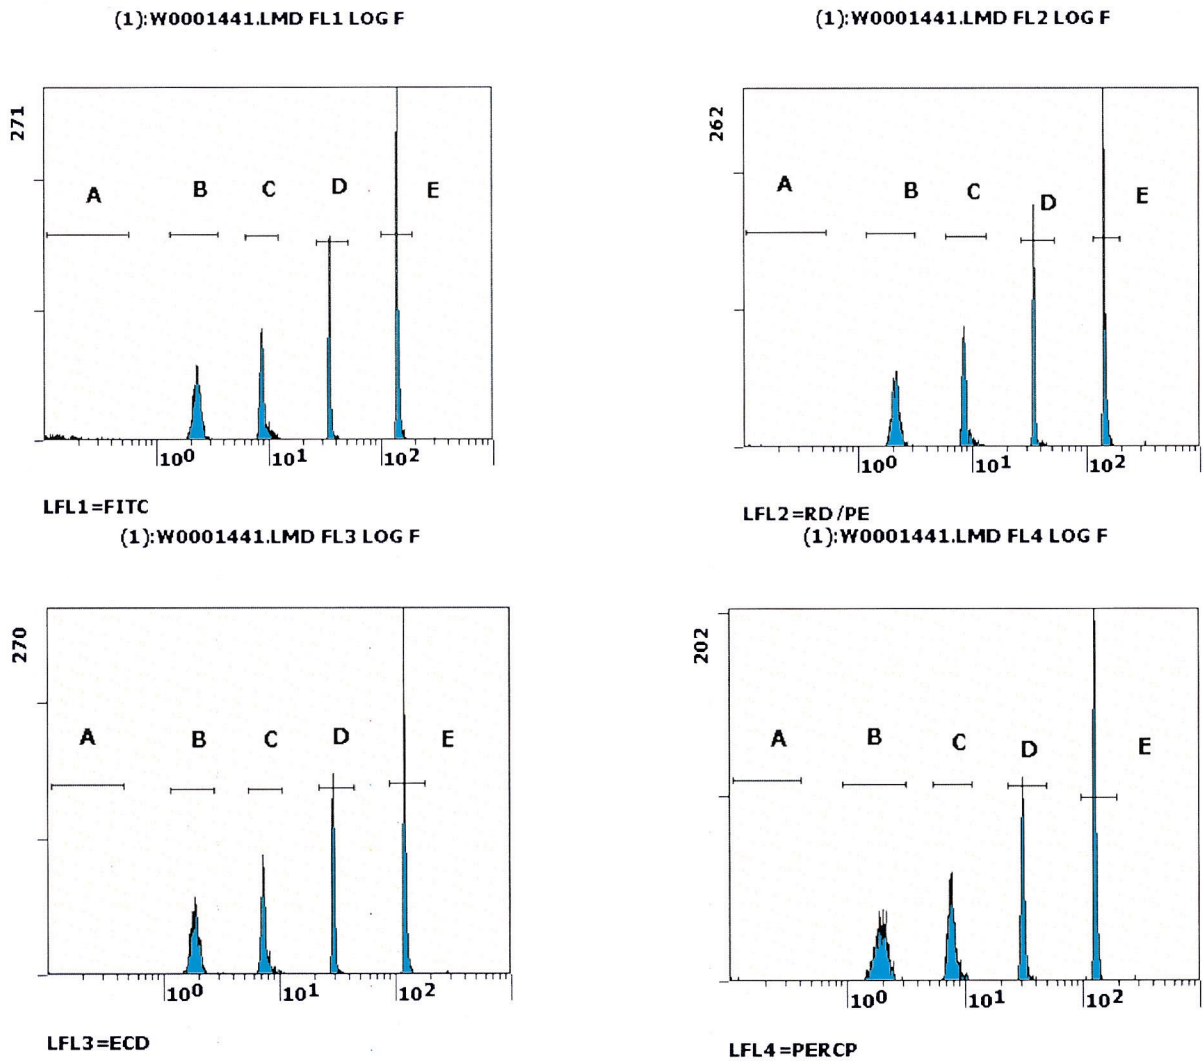 (1):W0001441.LMD FL1 LOG F
271
A
B
C
D
E
10^0
10^1
10^2
LFL1=FITC
(1):W0001441.LMD FL2 LOG F
262
A
B
C
D
E
10^0
10^1
10^2
LFL2=RD/PE
(1):W0001441.LMD FL3 LOG F
270
A
B
C
D
E
10^0
10^1
10^2
LFL3=ECD
(1):W0001441.LMD FL4 LOG F
202
A
B
C
D
E
10^0
10^1
10^2
LFL4=PERCP